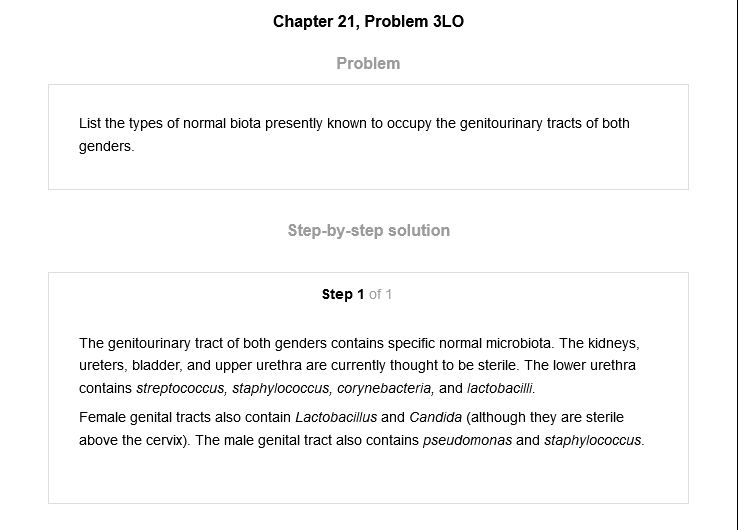 Chapter 21, Problem 3LO
Problem
List the types of normal biota presently known to occupy the genitourinary tracts of both
genders.
Step-by-step solution
Step 1 of 1
The genitourinary tract of both genders contains specific normal microbiota. The kidneys,
ureters, bladder, and upper urethra are currently thought to be sterile. The lower urethra
contains streptococcus, staphylococcus, corynebacteria, and lactobacilli.
Female genital tracts also contain Lactobacillus and Candida (although they are sterile
above the cervix). The male genital tract also contains pseudomonas and staphylococcus.